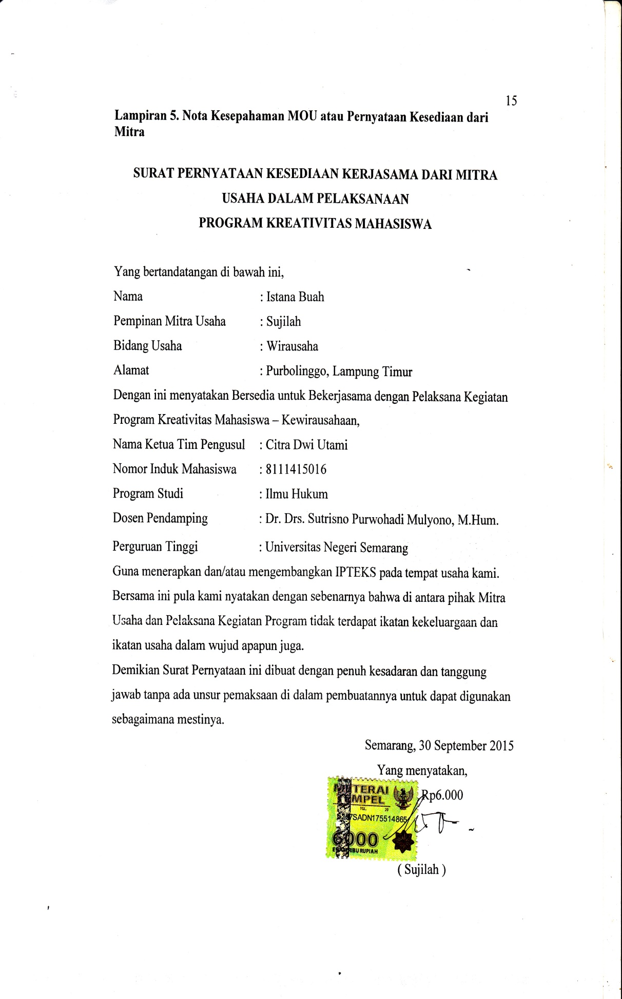 15
Lampiran 5. Nota Kesepahaman MOU atau Pernyataan Kesediaan dari
Mitra
SURAT PERNYATAAN KESEDIAAN KERJASAMA DARI MITRA
USAHA DALAM PELAKSANAAN
PROGRAM KREATIVITAS MAHASISWA
Yang bertandatangan di bawah ini,
Nama : Istana Buah
Pempinan Mitra Usaha : Sujilah
Bidang Usaha : Wirausaha
Alamat : Purbolinggo, Lampung Timur
Dengan ini menyatakan Bersedia untuk Bekerjasama dengan Pelaksana Kegiatan
Program Kreativitas Mahasiswa – Kewirausahaan,
Nama Ketua Tim Pengusul : Citra Dwi Utami
Nomor Induk Mahasiswa : 8111415016
Program Studi : Ilmu Hukum
Dosen Pendamping : Dr. Drs. Sutrisno Purwohadi Mulyono, M.Hum.
Perguruan Tinggi : Universitas Negeri Semarang
Guna menerapkan dan/atau mengembangkan IPTEKS pada tempat usaha kami.
Bersama ini pula kami nyatakan dengan sebenarnya bahwa di antara pihak Mitra
Usaha dan Pelaksana Kegiatan Program tidak terdapat ikatan kekeluargaan dan
ikatan usaha dalam wujud apapun juga.
Demikian Surat Pernyataan ini dibuat dengan penuh kesadaran dan tanggung
jawab tanpa ada unsur pemaksaan di dalam pembuatannya untuk dapat digunakan
sebagaimana mestinya.
Semarang, 30 September 2015
Yang menyatakan,
METERAI
TEMPEL
Rp6.000
TGL. 20
SADN175514865
6000
ENAM RIBU RUPIAH
( Sujilah )